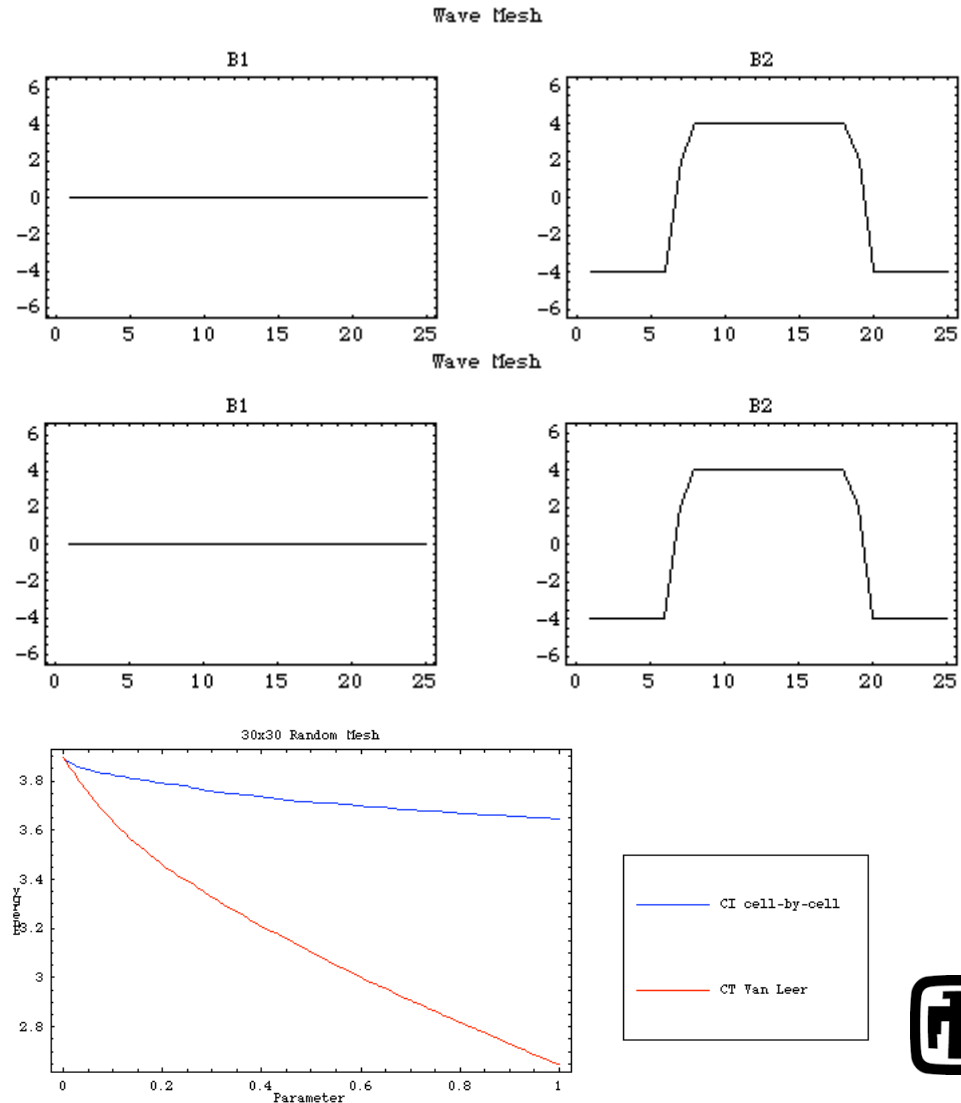 Wave Mesh
B1
B2
6
4
2
0
-2
-4
-6
0 5 10 15 20 25
6
4
2
0
-2
-4
-6
0 5 10 15 20 25
Wave Mesh
B1
B2
6
4
2
0
-2
-4
-6
0 5 10 15 20 25
6
4
2
0
-2
-4
-6
0 5 10 15 20 25
30x30 Random Mesh
3.8
3.6
3.4
3.2
3
2.8
Energy
0 0.2 0.4 0.6 0.8 1
Parameter
CI cell-by-cell
CT Van Leer